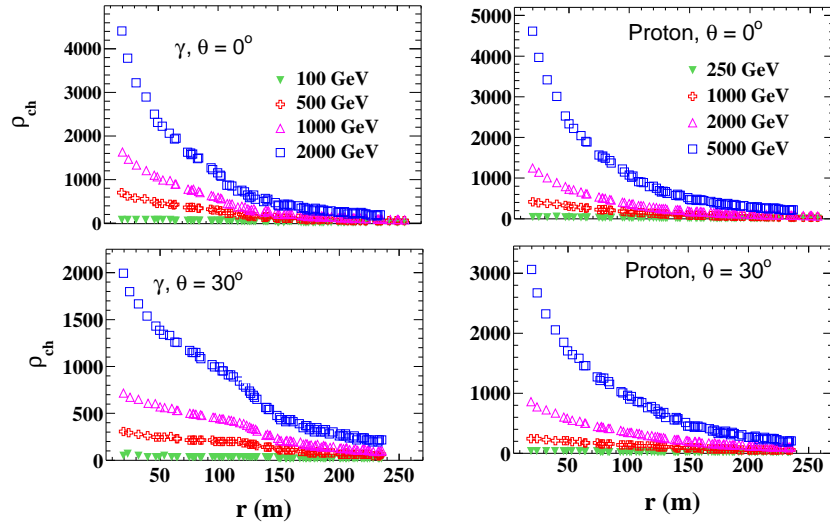 γ, θ = 0°
100 GeV
500 GeV
1000 GeV
2000 GeV
ρch
4000
3000
2000
1000
0
Proton, θ = 0°
250 GeV
1000 GeV
2000 GeV
5000 GeV
5000
4000
3000
2000
1000
0
γ, θ = 30°
ρch
2000
1500
1000
500
0
50 100 150 200 250
r (m)
Proton, θ = 30°
3000
2000
1000
0
50 100 150 200 250
r (m)